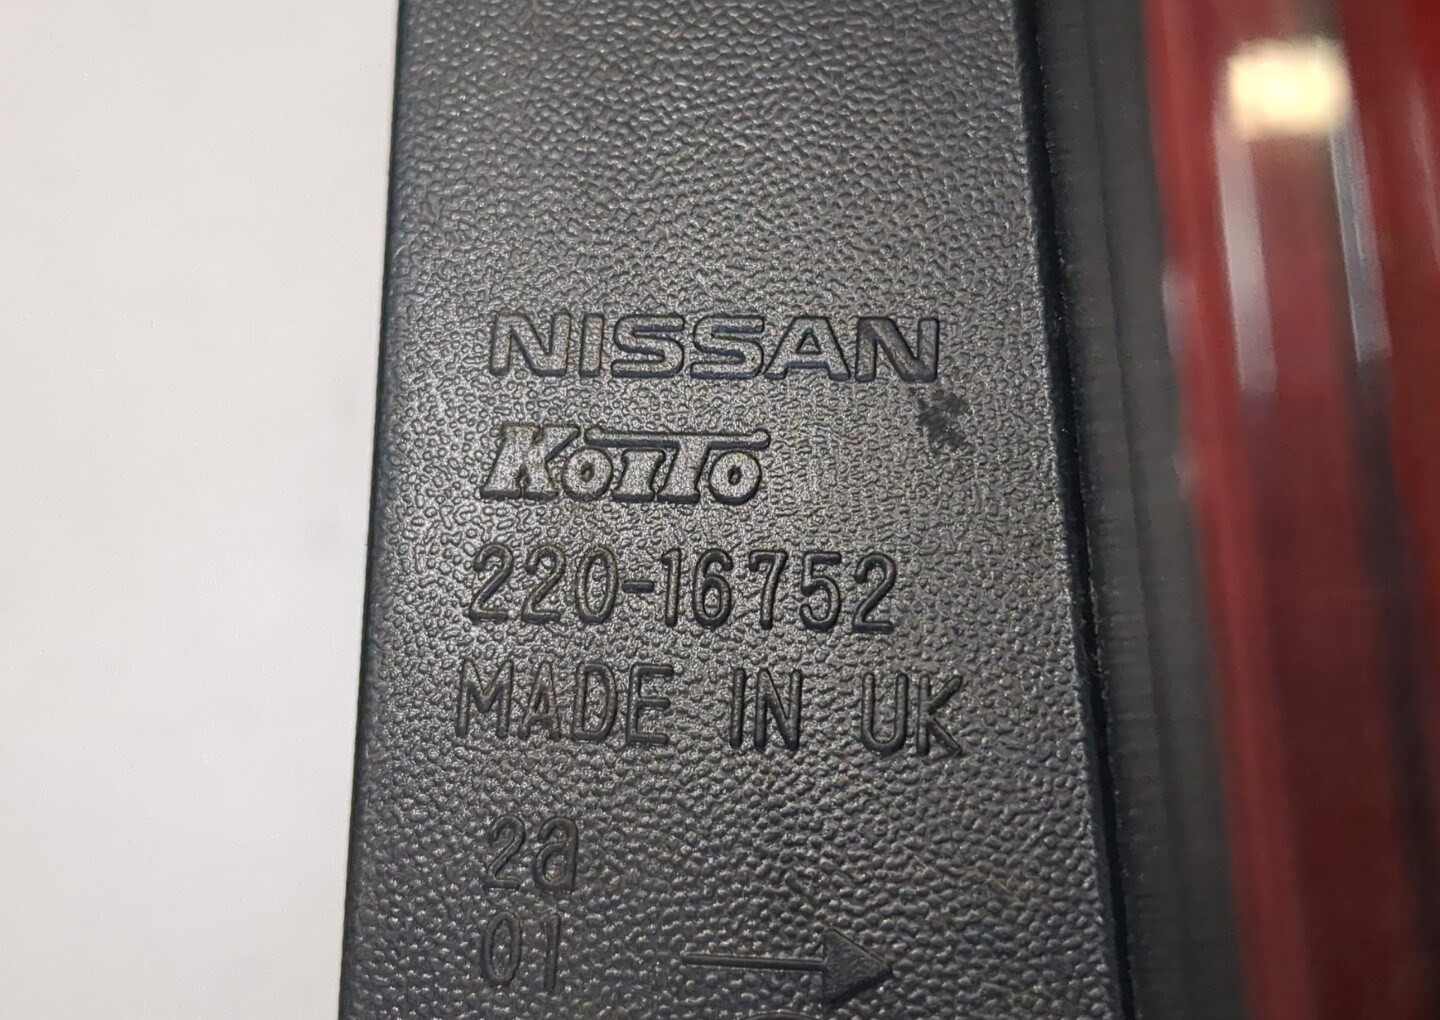 NISSAN
KoiTo
220-16752
MADE IN UK
2a
01